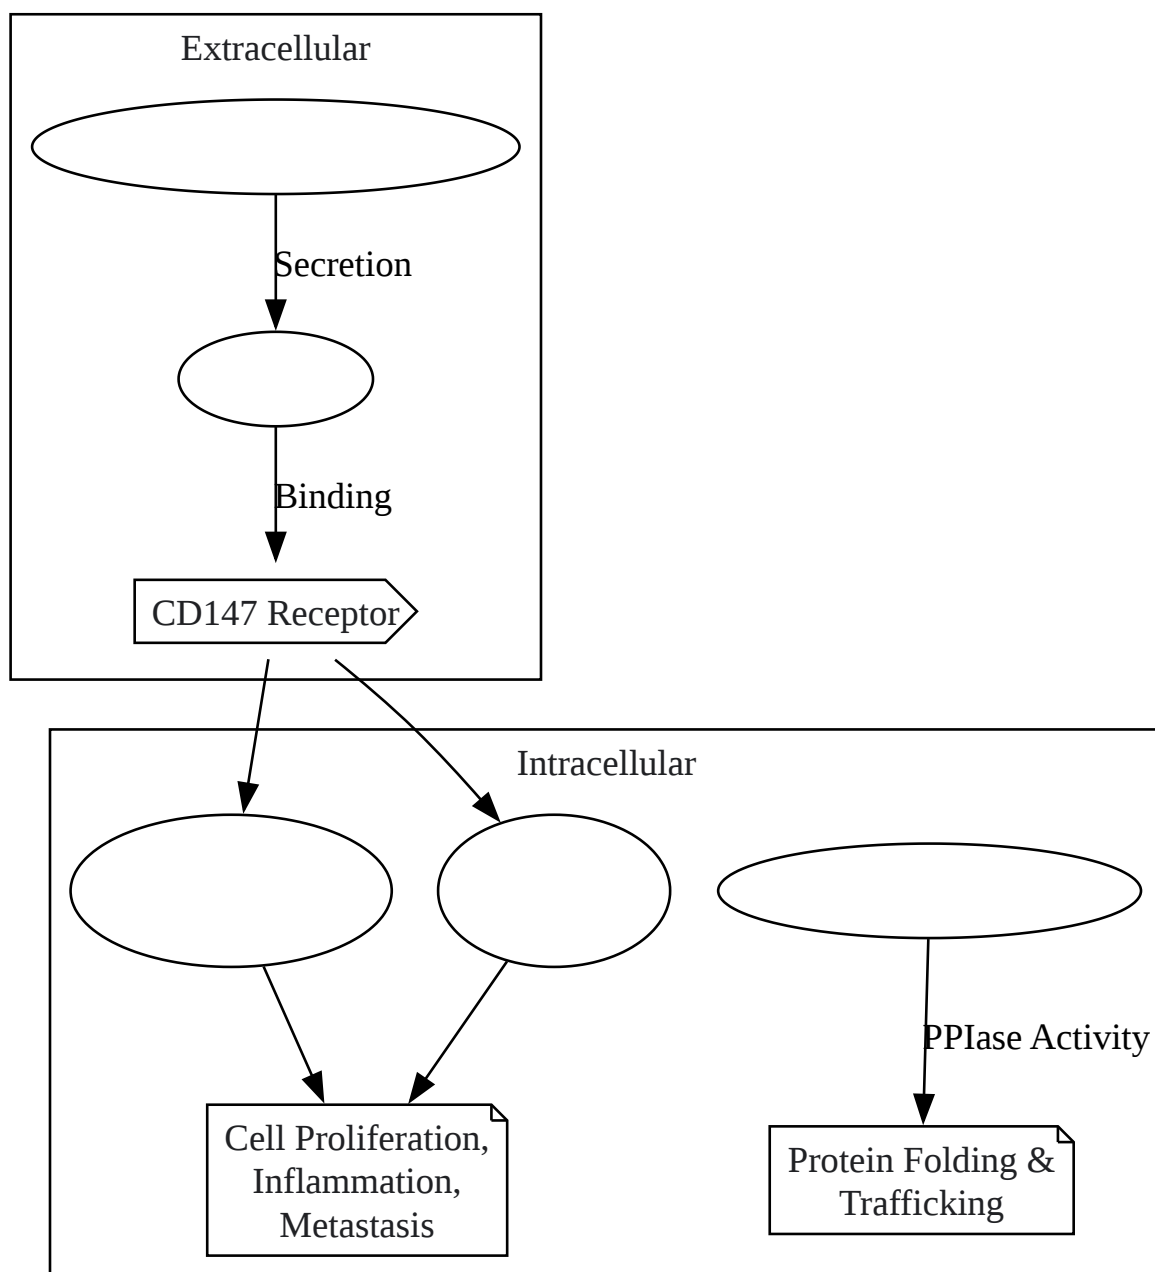 Extracellular
Secretion
Binding
CD147 Receptor
Intracellular
PPIase Activity
Cell Proliferation,
Inflammation,
Metastasis
Protein Folding &
Trafficking